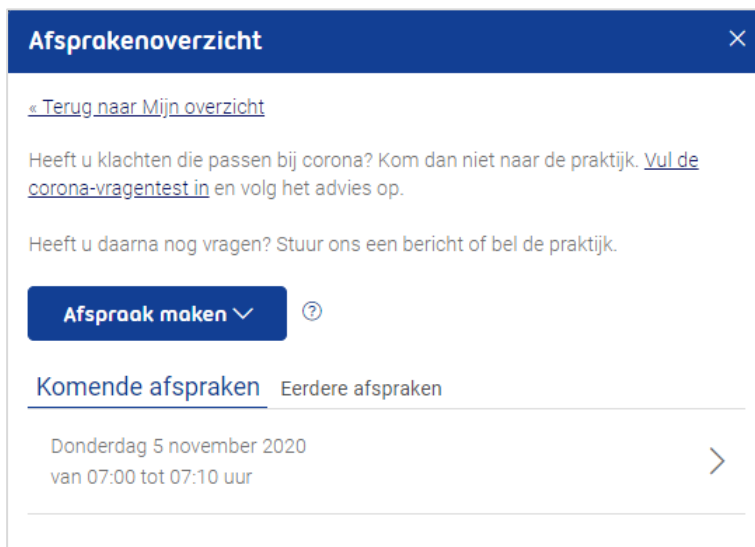 Afsprakenoverzicht
« Terug naar Mijn overzicht
Heeft u klachten die passen bij corona? Kom dan niet naar de praktijk. Vul de
corona-vragentest in en volg het advies op.
Heeft u daarna nog vragen? Stuur ons een bericht of bel de praktijk.
Afspraak maken
Komende afspraken Eerdere afspraken
Donderdag 5 november 2020
van 07:00 tot 07:10 uur